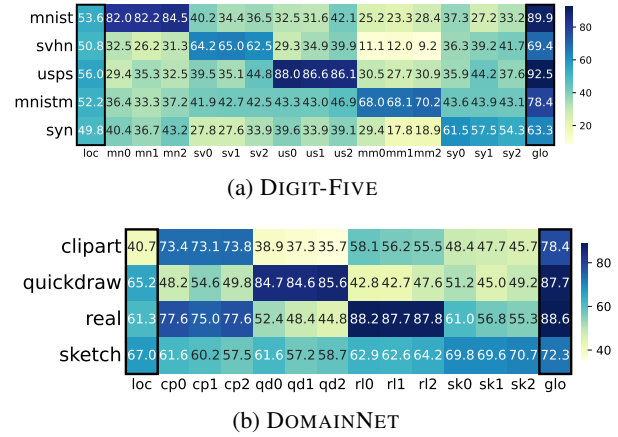 mnist 53.6 82.0 82.2 84.5 40.2 34.4 36.5 32.5 31.6 42.1 25.2 23.3 28.4 37.3 27.2 33.2 89.9
svhn 50.8 32.5 26.2 31.3 64.2 65.0 62.5 29.3 34.9 39.9 11.1 12.0 9.2 36.3 39.2 41.7 69.4
usps 56.0 29.4 35.3 32.5 39.5 35.1 44.8 88.0 86.6 86.1 30.5 27.7 30.9 35.9 44.2 37.6 92.5
mnistm 52.2 36.4 33.3 37.2 41.9 42.7 42.5 43.3 43.0 46.9 68.0 68.1 70.2 43.6 43.9 43.1 78.4
syn 49.8 40.4 36.7 43.2 27.8 27.6 33.9 39.6 33.9 39.1 29.4 17.8 18.9 61.5 57.5 54.3 63.3
loc mn0 mn1 mn2 sv0 sv1 sv2 us0 us1 us2 mm0 mm1 mm2 sy0 sy1 sy2 glo
80
60
40
20
(a) DIGIT-FIVE
clipart 40.7 73.4 73.1 73.8 38.9 37.3 35.7 58.1 56.2 55.5 48.4 47.7 45.7 78.4
quickdraw 65.2 48.2 54.6 49.8 84.7 84.6 85.6 42.8 42.7 47.6 51.2 45.0 49.2 87.7
real 61.3 77.6 75.0 77.6 52.4 48.4 44.8 88.2 87.7 87.8 61.0 56.8 55.3 88.6
sketch 67.0 61.6 60.2 57.5 61.6 57.2 58.7 62.9 62.6 64.2 69.8 69.6 70.7 72.3
loc cp0 cp1 cp2 qd0 qd1 qd2 rl0 rl1 rl2 sk0 sk1 sk2 glo
80
60
40
(b) DOMAINNET